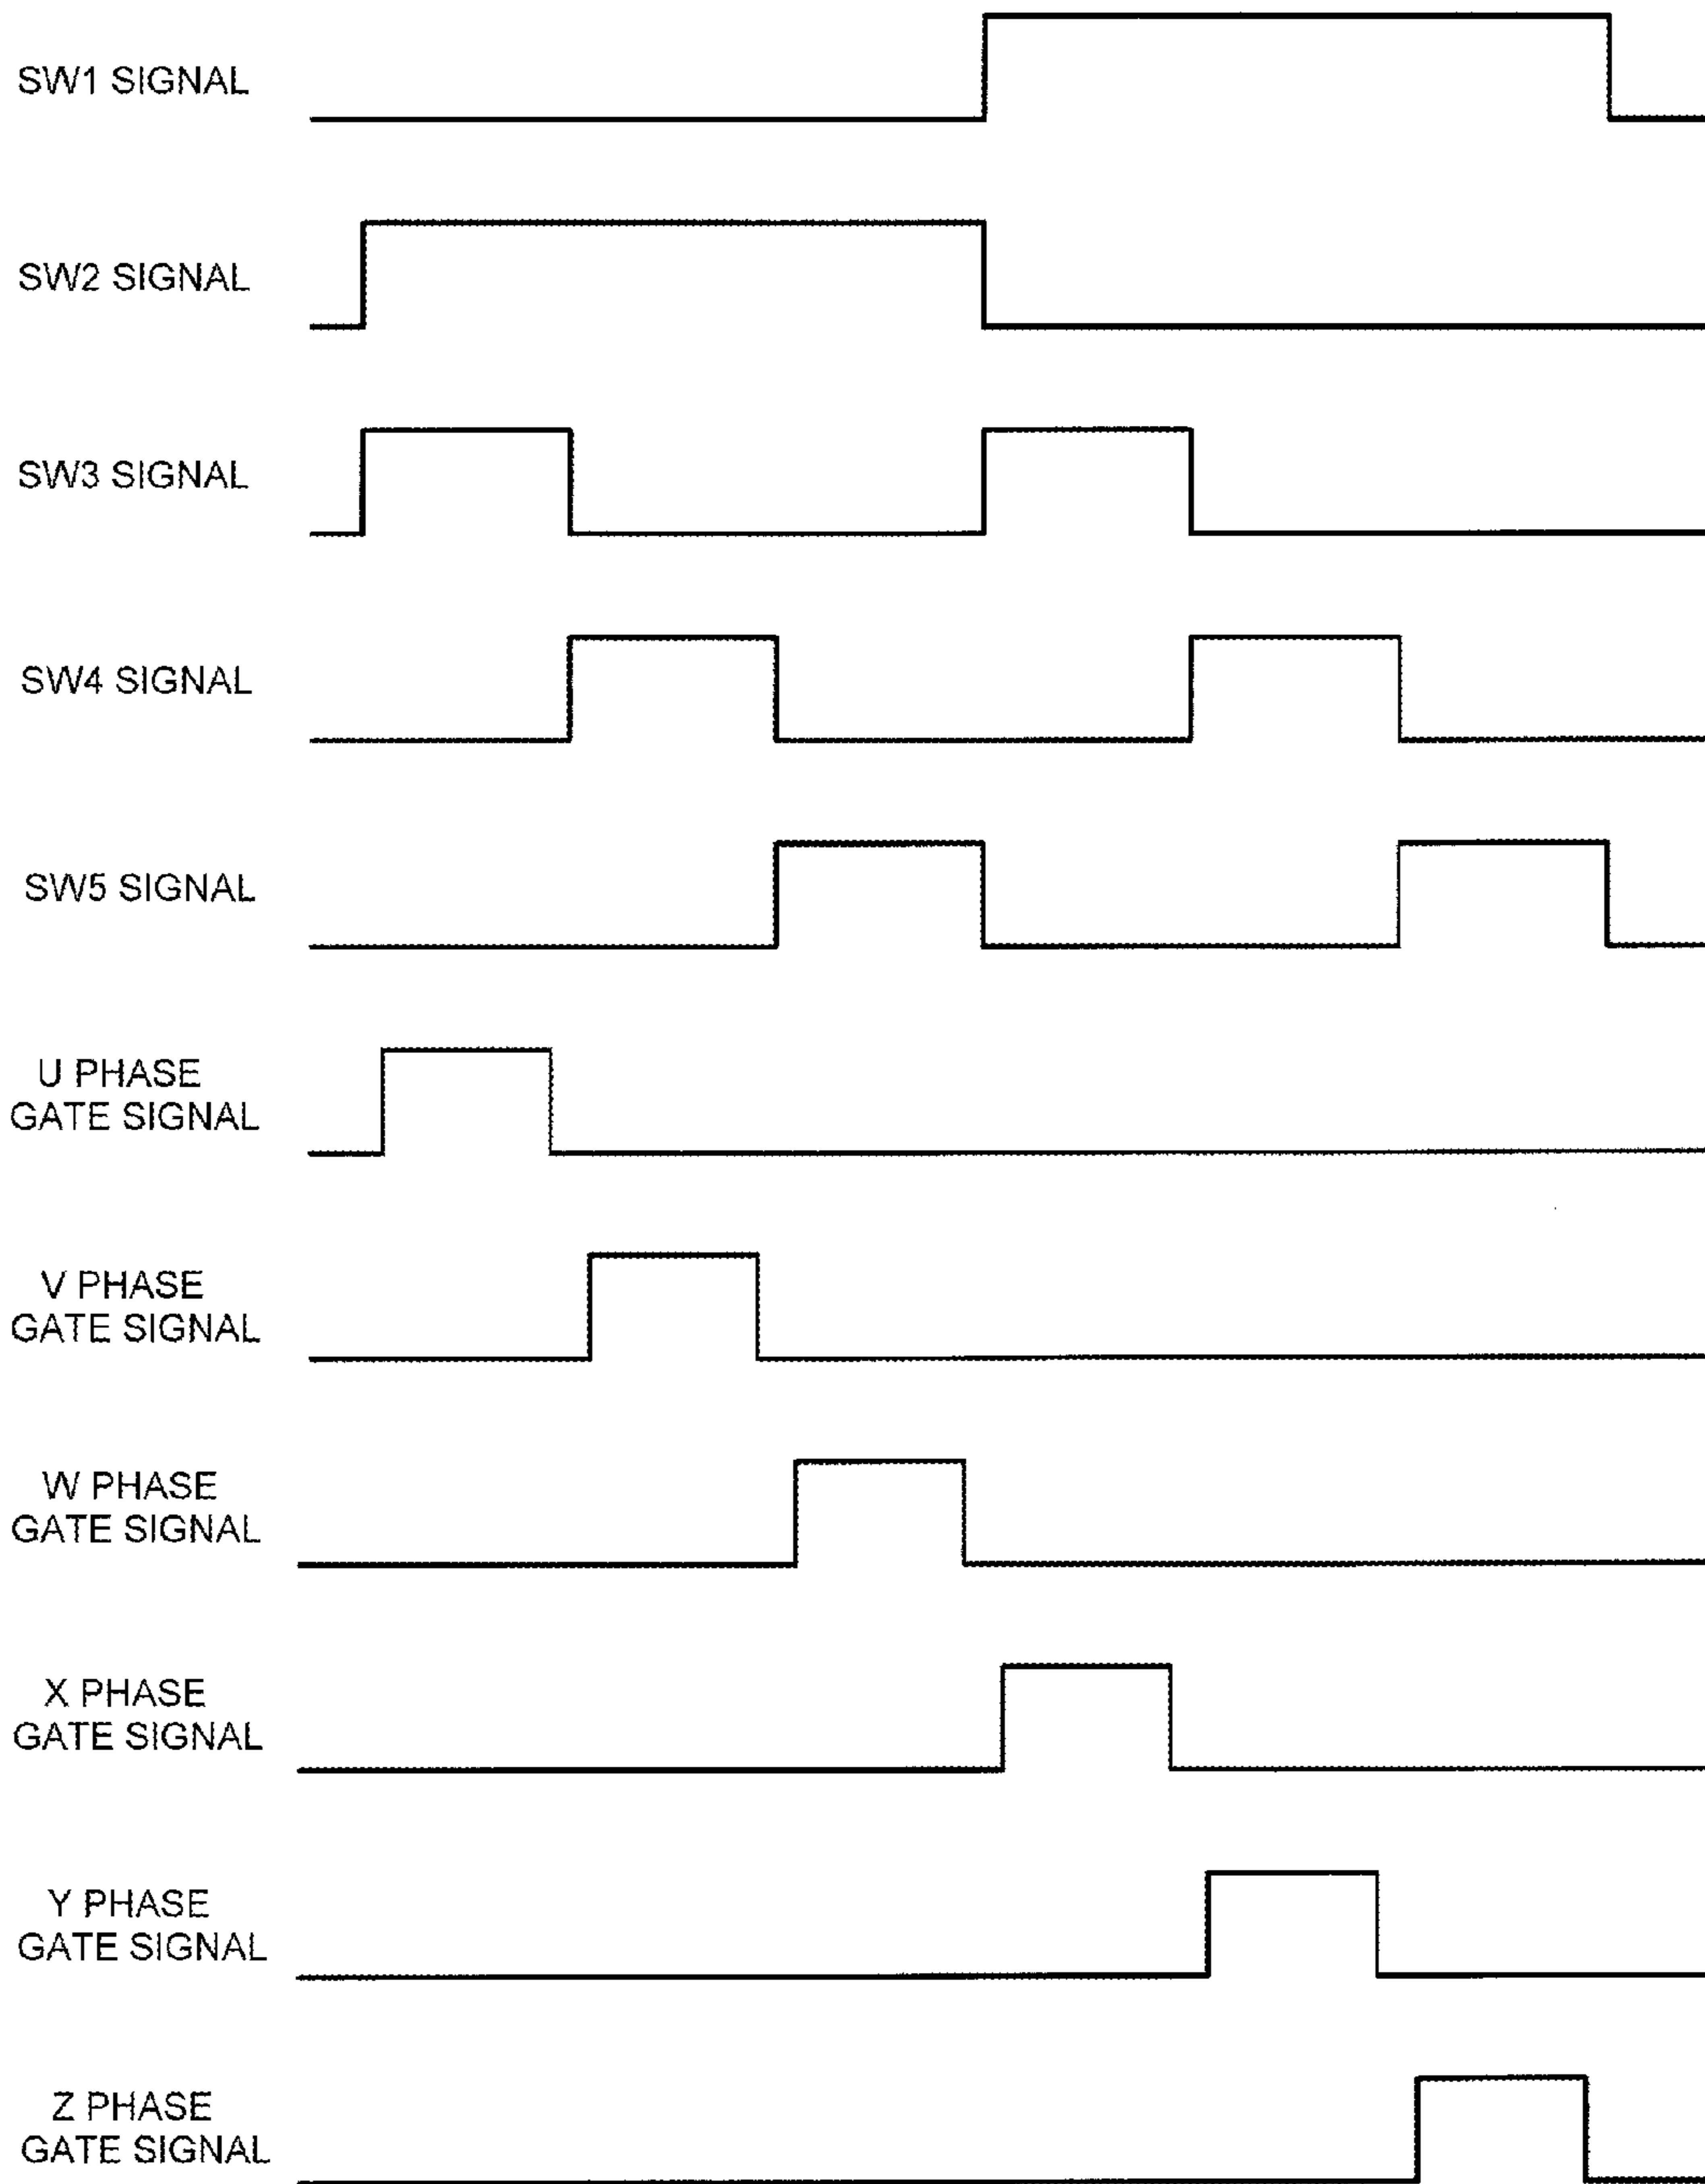 SW1 SIGNAL
SW2 SIGNAL
SW3 SIGNAL
SW4 SIGNAL
SW5 SIGNAL
U PHASE
GATE SIGNAL
V PHASE
GATE SIGNAL
W PHASE
GATE SIGNAL
X PHASE
GATE SIGNAL
Y PHASE
GATE SIGNAL
Z PHASE
GATE SIGNAL